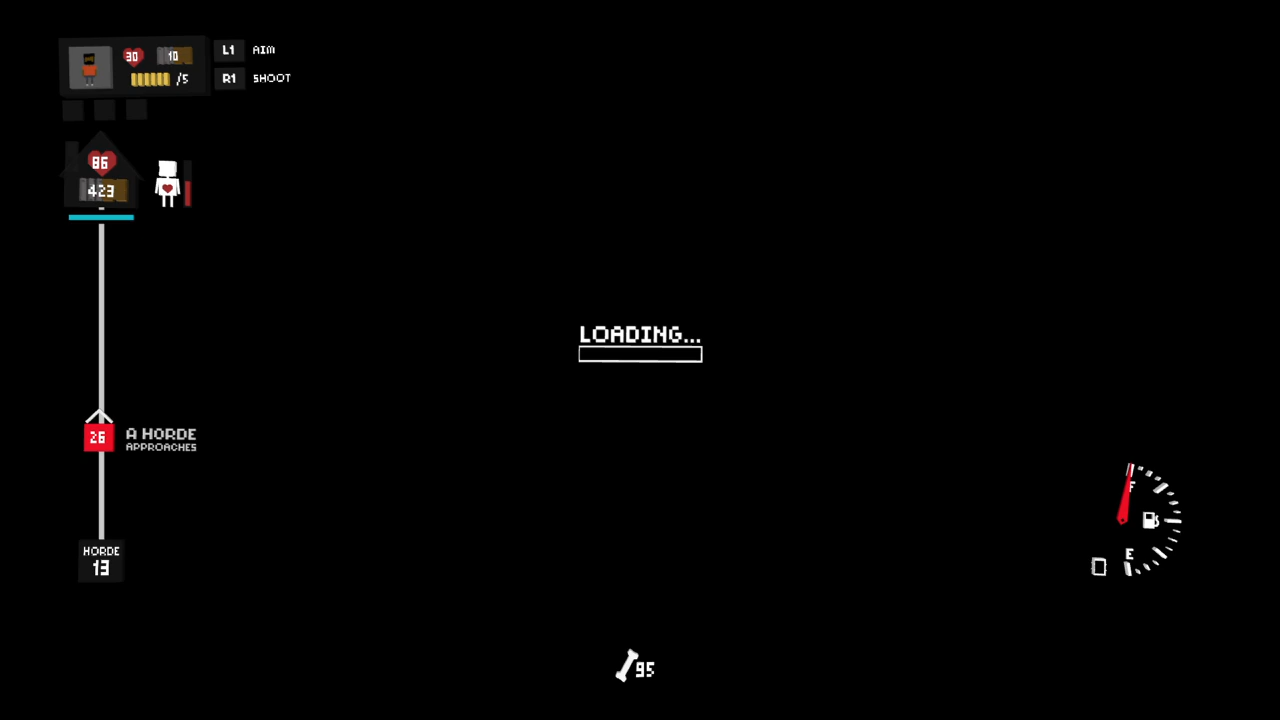 30 10 L1 AIM
/5 R1 SHOOT
86
423
LOADING...
26 A HORDE
APPROACHES
F
E
HORDE
13
95